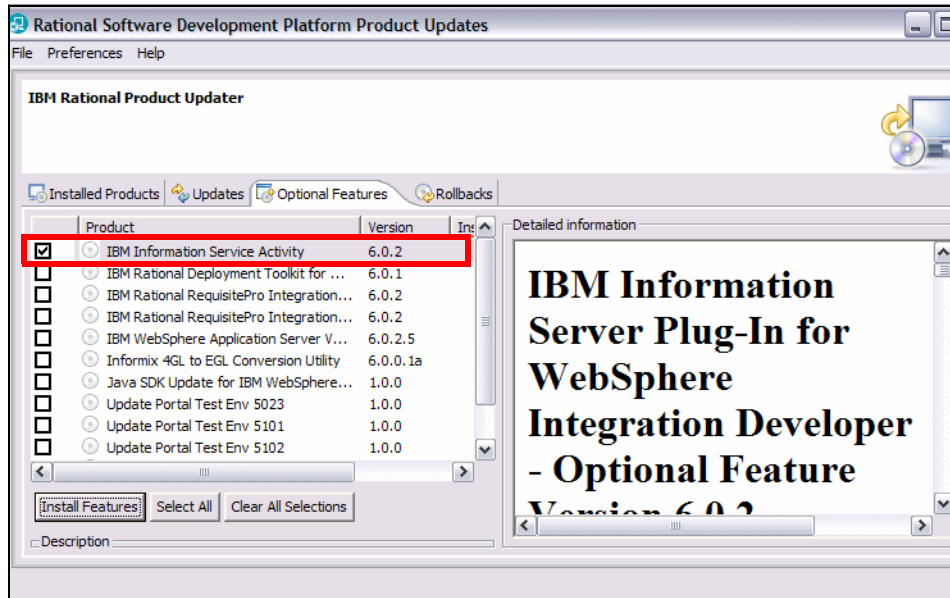 Rational Software Development Platform Product Updates
File Preferences Help
IBM Rational Product Updater
Installed Products Updates Optional Features Rollbacks
Product Version
IBM Information Service Activity 6.0.2
IBM Rational Deployment Toolkit for ... 6.0.1
IBM Rational RequisitePro Integration... 6.0.2
IBM Rational RequisitePro Integration... 6.0.2
IBM WebSphere Application Server V... 6.0.2.5
Informix 4GL to EGL Conversion Utility 6.0.0.1a
Java SDK Update for IBM WebSphere... 1.0.0
Update Portal Test Env 5023 1.0.0
Update Portal Test Env 5101 1.0.0
Update Portal Test Env 5102 1.0.0
Install Features Select All Clear All Selections
Description
Detailed information
IBM Information
Server Plug-In for
WebSphere
Integration Developer
- Optional Feature
Version 6.0.2